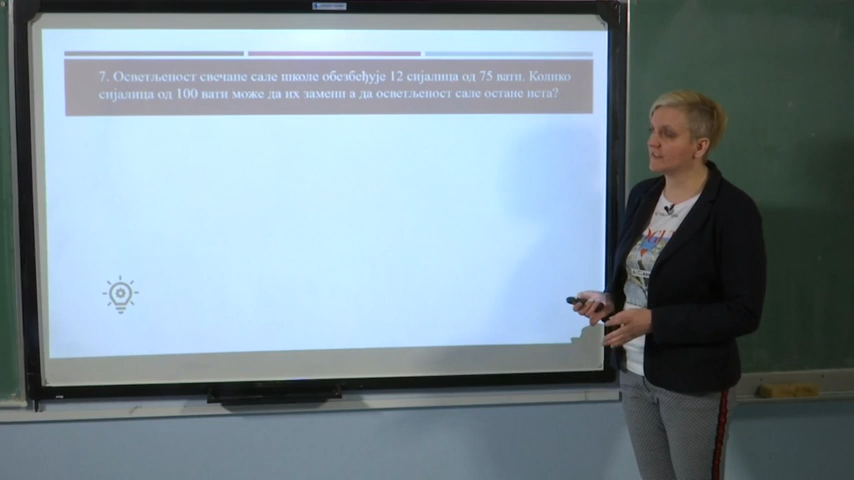 7. Осветљеност свечане сале школе обезбеђује 12 сијалица од 75 вати. Колико
сијалица од 100 вати може да их замени а да осветљеност сале остане иста?